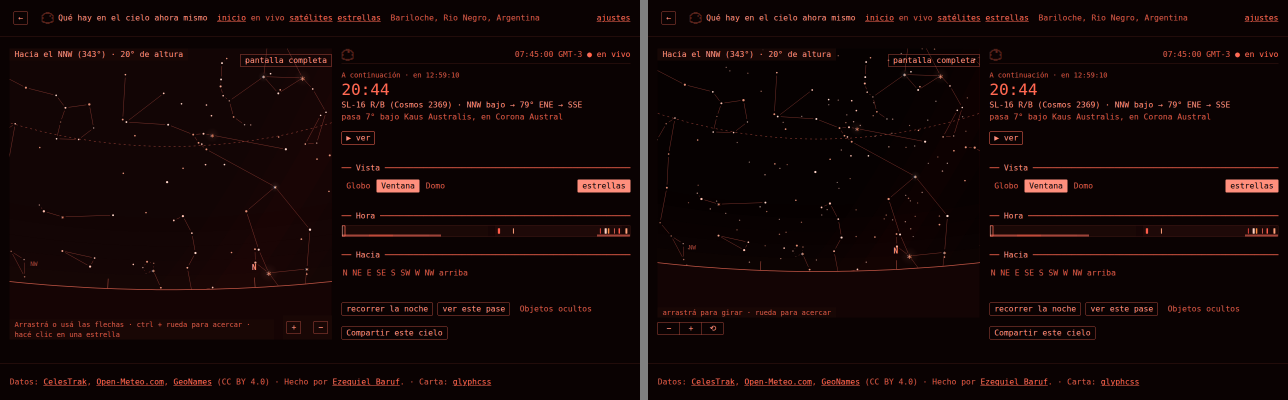 ← Qué hay en el cielo ahora mismo inicio en vivo satélites estrellas Bariloche, Río Negro, Argentina ajustes
Hacia el NNW (343°) · 20° de altura
pantalla completa
NW
N
Arrastrá o usá las flechas · ctrl + rueda para acercar ·
hacé clic en una estrella
+ −
07:45:00 GMT-3 ● en vivo
A continuación · en 12:59:10
20:44
SL-16 R/B (Cosmos 2369) · NNW bajo → 79° ENE → SSE
pasa 7° bajo Kaus Australis, en Corona Austral
▶ ver
Vista
Globo Ventana Domo estrellas
Hora
Hacia
N NE E SE S SW W NW arriba
recorrer la noche ver este pase Objetos ocultos
Compartir este cielo
Datos: CelesTrak, Open-Meteo.com, GeoNames (CC BY 4.0) · Hecho por Ezequiel Baruf. · Carta: glyphcss
← Qué hay en el cielo ahora mismo inicio en vivo satélites estrellas Bariloche, Río Negro, Argentina ajustes
Hacia el NNW (343°) · 20° de altura
pantalla completa
NW
N
arrastrá para girar · rueda para acercar
− + ⟲
07:45:00 GMT-3 ● en vivo
A continuación · en 12:59:10
20:44
SL-16 R/B (Cosmos 2369) · NNW bajo → 79° ENE → SSE
pasa 7° bajo Kaus Australis, en Corona Austral
▶ ver
Vista
Globo Ventana Domo estrellas
Hora
Hacia
N NE E SE S SW W NW arriba
recorrer la noche ver este pase Objetos ocultos
Compartir este cielo
Datos: CelesTrak, Open-Meteo.com, GeoNames (CC BY 4.0) · Hecho por Ezequiel Baruf. · Carta: glyphcss